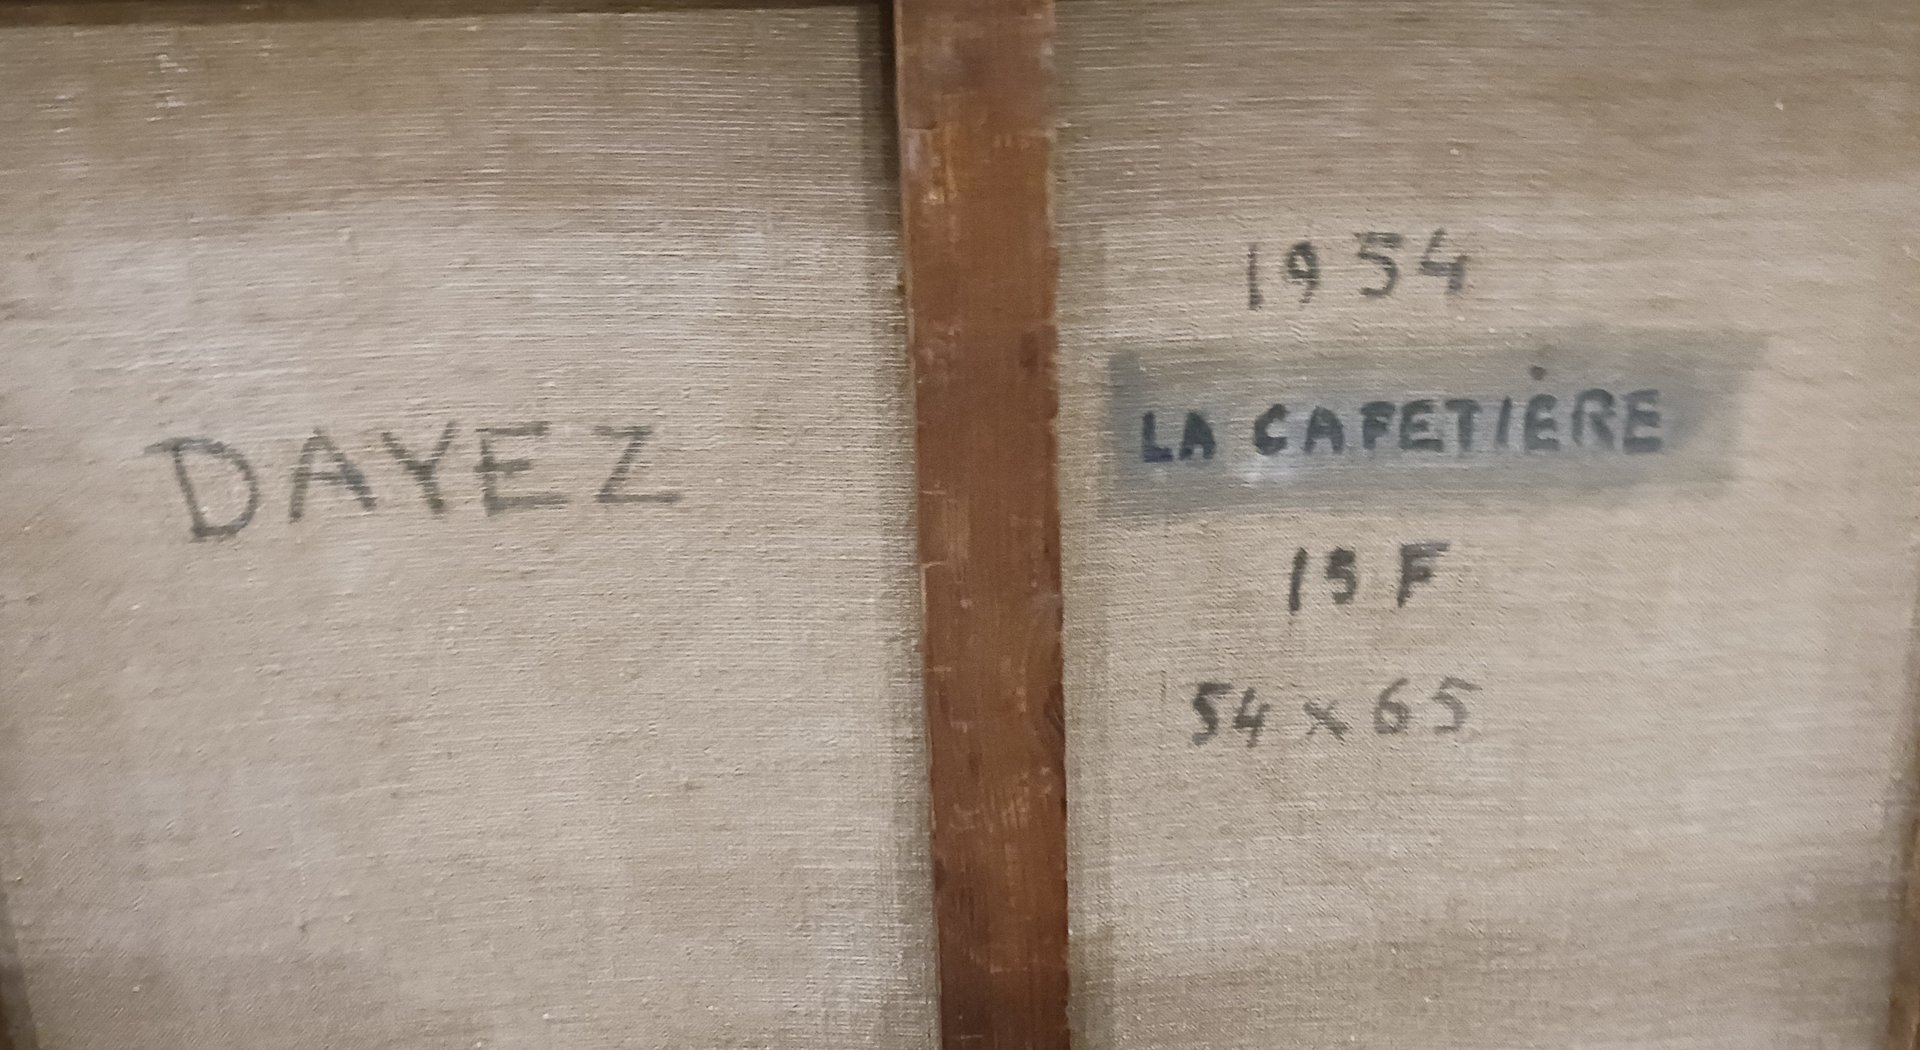 DAYEZ
1954
LA CAFETIÈRE
15 F
54 x 65